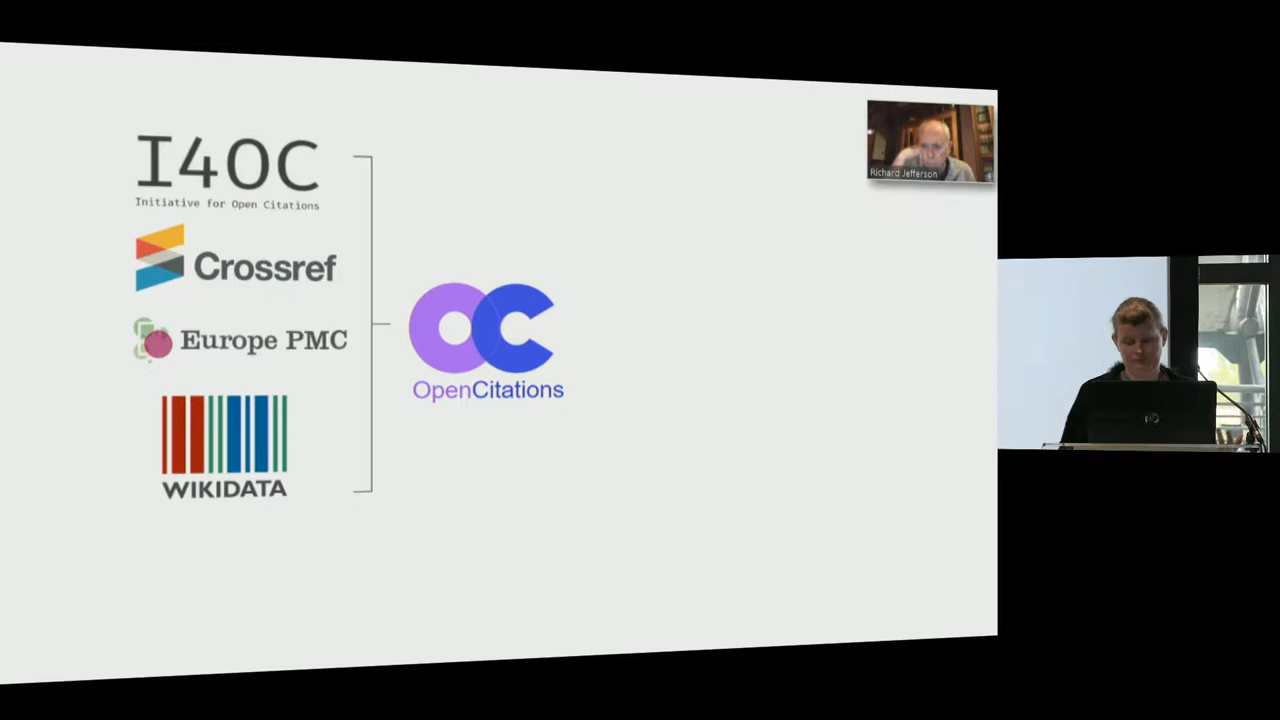 I4OC
Initiative for Open Citations
Crossref
Europe PMC
WIKIDATA
OpenCitations
Richard Jefferson